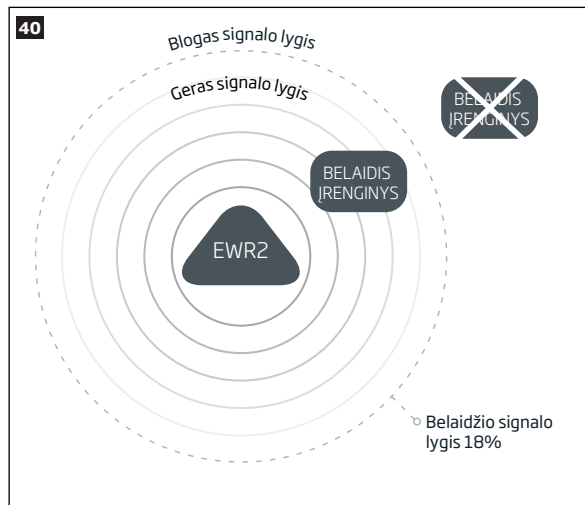 40
Blogas signalo lygis
Geras signalo lygis
BELAIDIS
ĮRENGINYS
BELAIDIS
ĮRENGINYS
EWR2
Belaidžio signalo
lygis 18%